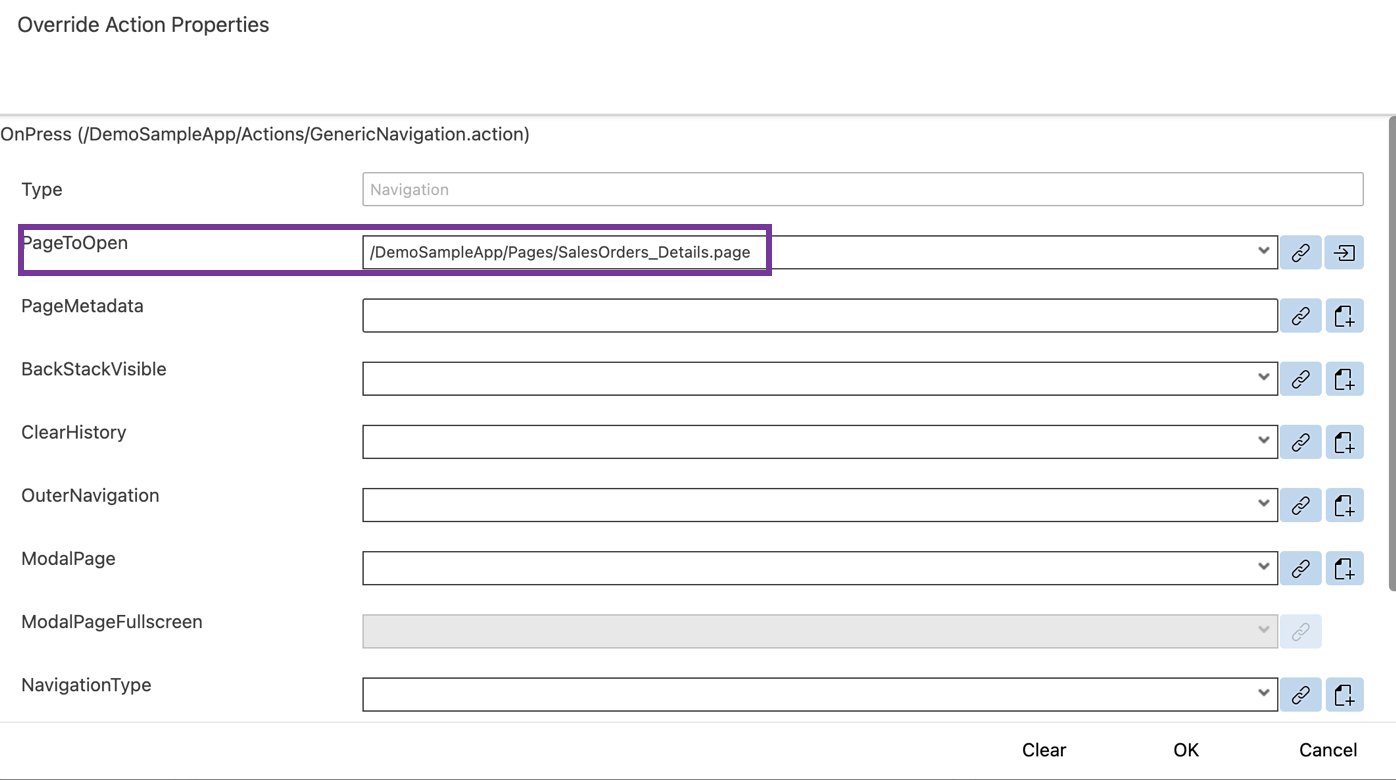 Override Action Properties
OnPress (/DemoSampleApp/Actions/GenericNavigation.action)
Type
Navigation
PageToOpen
/DemoSampleApp/Pages/SalesOrders_Details.page
PageMetadata
BackStackVisible
ClearHistory
OuterNavigation
ModalPage
ModalPageFullscreen
NavigationType
Clear OK Cancel